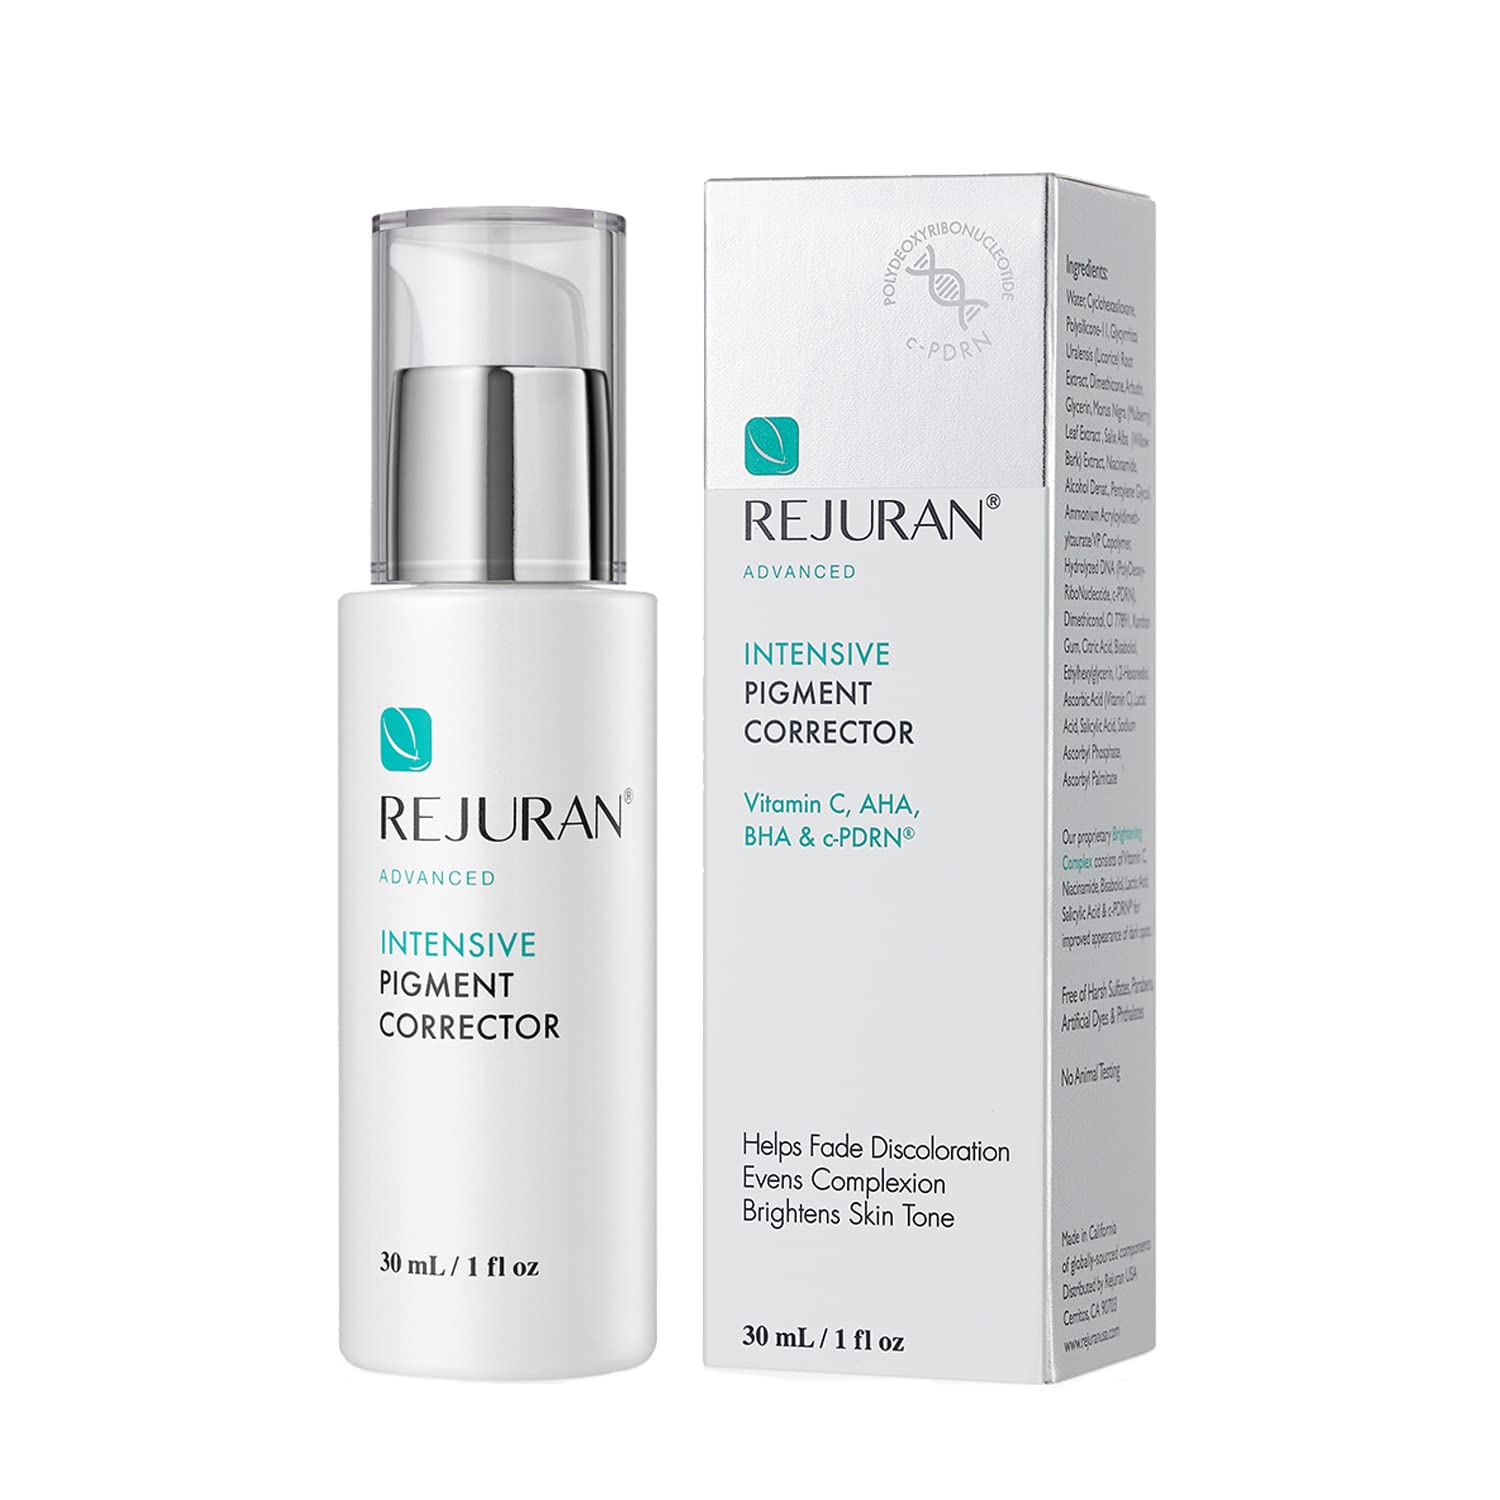 REJURAN®
ADVANCED
INTENSIVE
PIGMENT
CORRECTOR
30 mL / 1 fl oz
POLYDEOXYRIBONUCLEOTIDE
c-PDRN
REJURAN®
ADVANCED
INTENSIVE
PIGMENT
CORRECTOR
Vitamin C, AHA,
BHA & c-PDRN®
Helps Fade Discoloration
Evens Complexion
Brightens Skin Tone
30 mL / 1 fl oz
Ingredients:
Water, Cyclohexasiloxane,
Polysilicone-11, Glycyrrhiza
Uralensis (Licorice) Root
Extract, Dimethicone, Arbutin,
Glycerin, Morus Nigra (Mulberry)
Leaf Extract, Salix Alba (Willow
Bark) Extract, Niacinamide,
Alcohol Denat., Pentylene Glycol,
Ammonium Acryloyldimeth-
yltaurate/VP Copolymer,
Hydrolyzed DNA (PolyDeoxy-
RiboNucleotide, c-PDRN),
Dimethiconol, CI 77891, Xanthan
Gum, Citric Acid, Bisabolol,
Ethylhexylglycerin, 1,2-Hexanediol,
Ascorbic Acid (Vitamin C), Lactic
Acid, Salicylic Acid, Sodium
Ascorbyl Phosphate,
Ascorbyl Palmitate
Our proprietary Brightening
Complex consists of Vitamin C,
Niacinamide, Bisabolol, Lactic Acid,
Salicylic Acid & c-PDRN® for
improved appearance of dark spots.
Free of Harsh Sulfates, Parabens,
Artificial Dyes & Phthalates
No Animal Testing
Made in California
of globally-sourced components
Distributed by Rejuran USA
Cerritos, CA 90703
www.rejuranusa.com